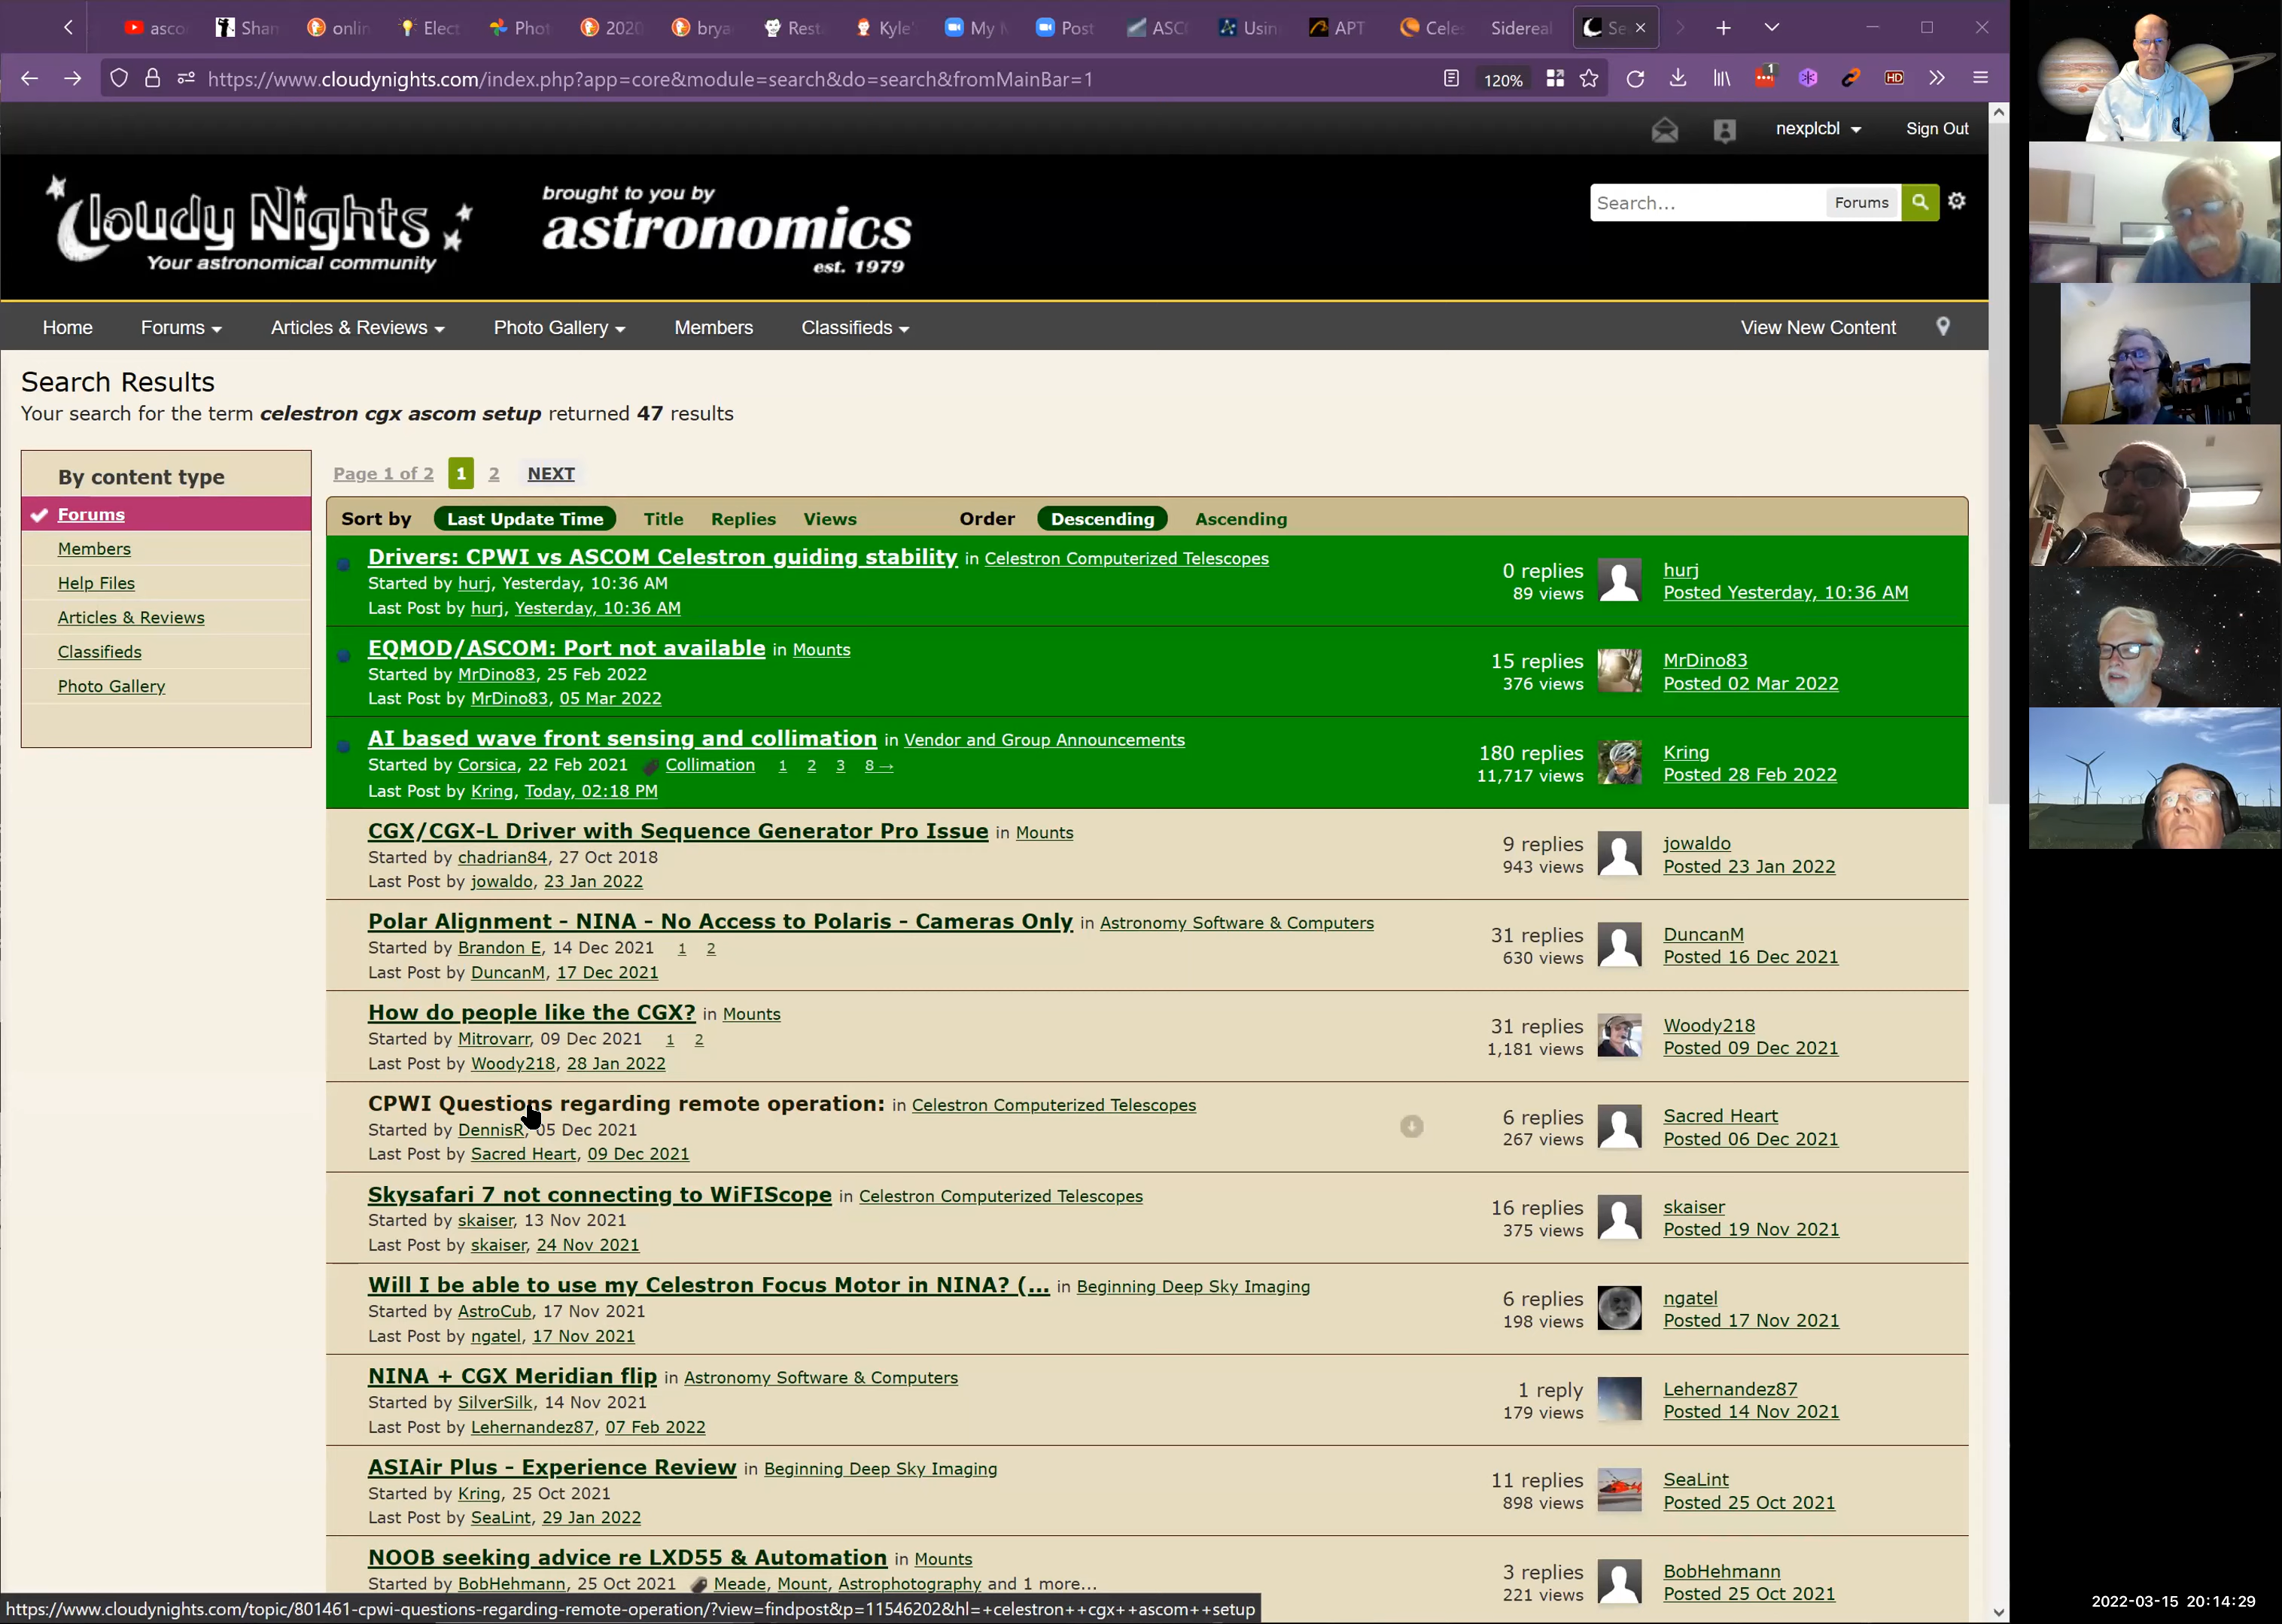 asco
Shan
onlin
Elect
Phot
2020
brya
Rest
Kyle'
My M
Post
ASC
Usin
APT
Celes
Sidereal
Se
https://www.cloudynights.com/index.php?app=core&module=search&do=search&fromMainBar=1
120%
1
HD
nexplcbl
Sign Out
Cloudy Nights
Your astronomical community
brought to you by
astronomics
est. 1979
Search...
Forums
Home Forums Articles & Reviews Photo Gallery Members Classifieds View New Content
Search Results
Your search for the term celestron cgx ascom setup returned 47 results
By content type
Forums
Members
Help Files
Articles & Reviews
Classifieds
Photo Gallery
Page 1 of 2 1 2 NEXT
Sort by Last Update Time Title Replies Views Order Descending Ascending
Drivers: CPWI vs ASCOM Celestron guiding stability in Celestron Computerized Telescopes
Started by hurj, Yesterday, 10:36 AM
Last Post by hurj, Yesterday, 10:36 AM
0 replies
89 views
hurj
Posted Yesterday, 10:36 AM
EQMOD/ASCOM: Port not available in Mounts
Started by MrDino83, 25 Feb 2022
Last Post by MrDino83, 05 Mar 2022
15 replies
376 views
MrDino83
Posted 02 Mar 2022
AI based wave front sensing and collimation in Vendor and Group Announcements
Started by Corsica, 22 Feb 2021 Collimation 1 2 3 8 →
Last Post by Kring, Today, 02:18 PM
180 replies
11,717 views
Kring
Posted 28 Feb 2022
CGX/CGX-L Driver with Sequence Generator Pro Issue in Mounts
Started by chadrian84, 27 Oct 2018
Last Post by jowaldo, 23 Jan 2022
9 replies
943 views
jowaldo
Posted 23 Jan 2022
Polar Alignment - NINA - No Access to Polaris - Cameras Only in Astronomy Software & Computers
Started by Brandon E, 14 Dec 2021 1 2
Last Post by DuncanM, 17 Dec 2021
31 replies
630 views
DuncanM
Posted 16 Dec 2021
How do people like the CGX? in Mounts
Started by Mitrovarr, 09 Dec 2021 1 2
Last Post by Woody218, 28 Jan 2022
31 replies
1,181 views
Woody218
Posted 09 Dec 2021
CPWI Questions regarding remote operation: in Celestron Computerized Telescopes
Started by DennisR, 05 Dec 2021
Last Post by Sacred Heart, 09 Dec 2021
6 replies
267 views
Sacred Heart
Posted 06 Dec 2021
Skysafari 7 not connecting to WiFIScope in Celestron Computerized Telescopes
Started by skaiser, 13 Nov 2021
Last Post by skaiser, 24 Nov 2021
16 replies
375 views
skaiser
Posted 19 Nov 2021
Will I be able to use my Celestron Focus Motor in NINA? (... in Beginning Deep Sky Imaging
Started by AstroCub, 17 Nov 2021
Last Post by ngatel, 17 Nov 2021
6 replies
198 views
ngatel
Posted 17 Nov 2021
NINA + CGX Meridian flip in Astronomy Software & Computers
Started by SilverSilk, 14 Nov 2021
Last Post by Lehernandez87, 07 Feb 2022
1 reply
179 views
Lehernandez87
Posted 14 Nov 2021
ASIAir Plus - Experience Review in Beginning Deep Sky Imaging
Started by Kring, 25 Oct 2021
Last Post by SeaLint, 29 Jan 2022
11 replies
898 views
SeaLint
Posted 25 Oct 2021
NOOB seeking advice re LXD55 & Automation in Mounts
Started by BobHehmann, 25 Oct 2021 Meade, Mount, Astrophotography and 1 more...
3 replies
221 views
BobHehmann
Posted 25 Oct 2021
https://www.cloudynights.com/topic/801461-cpwi-questions-regarding-remote-operation/?view=findpost&p=11546202&hl=+celestron++cgx++ascom++setup
2022-03-15 20:14:29